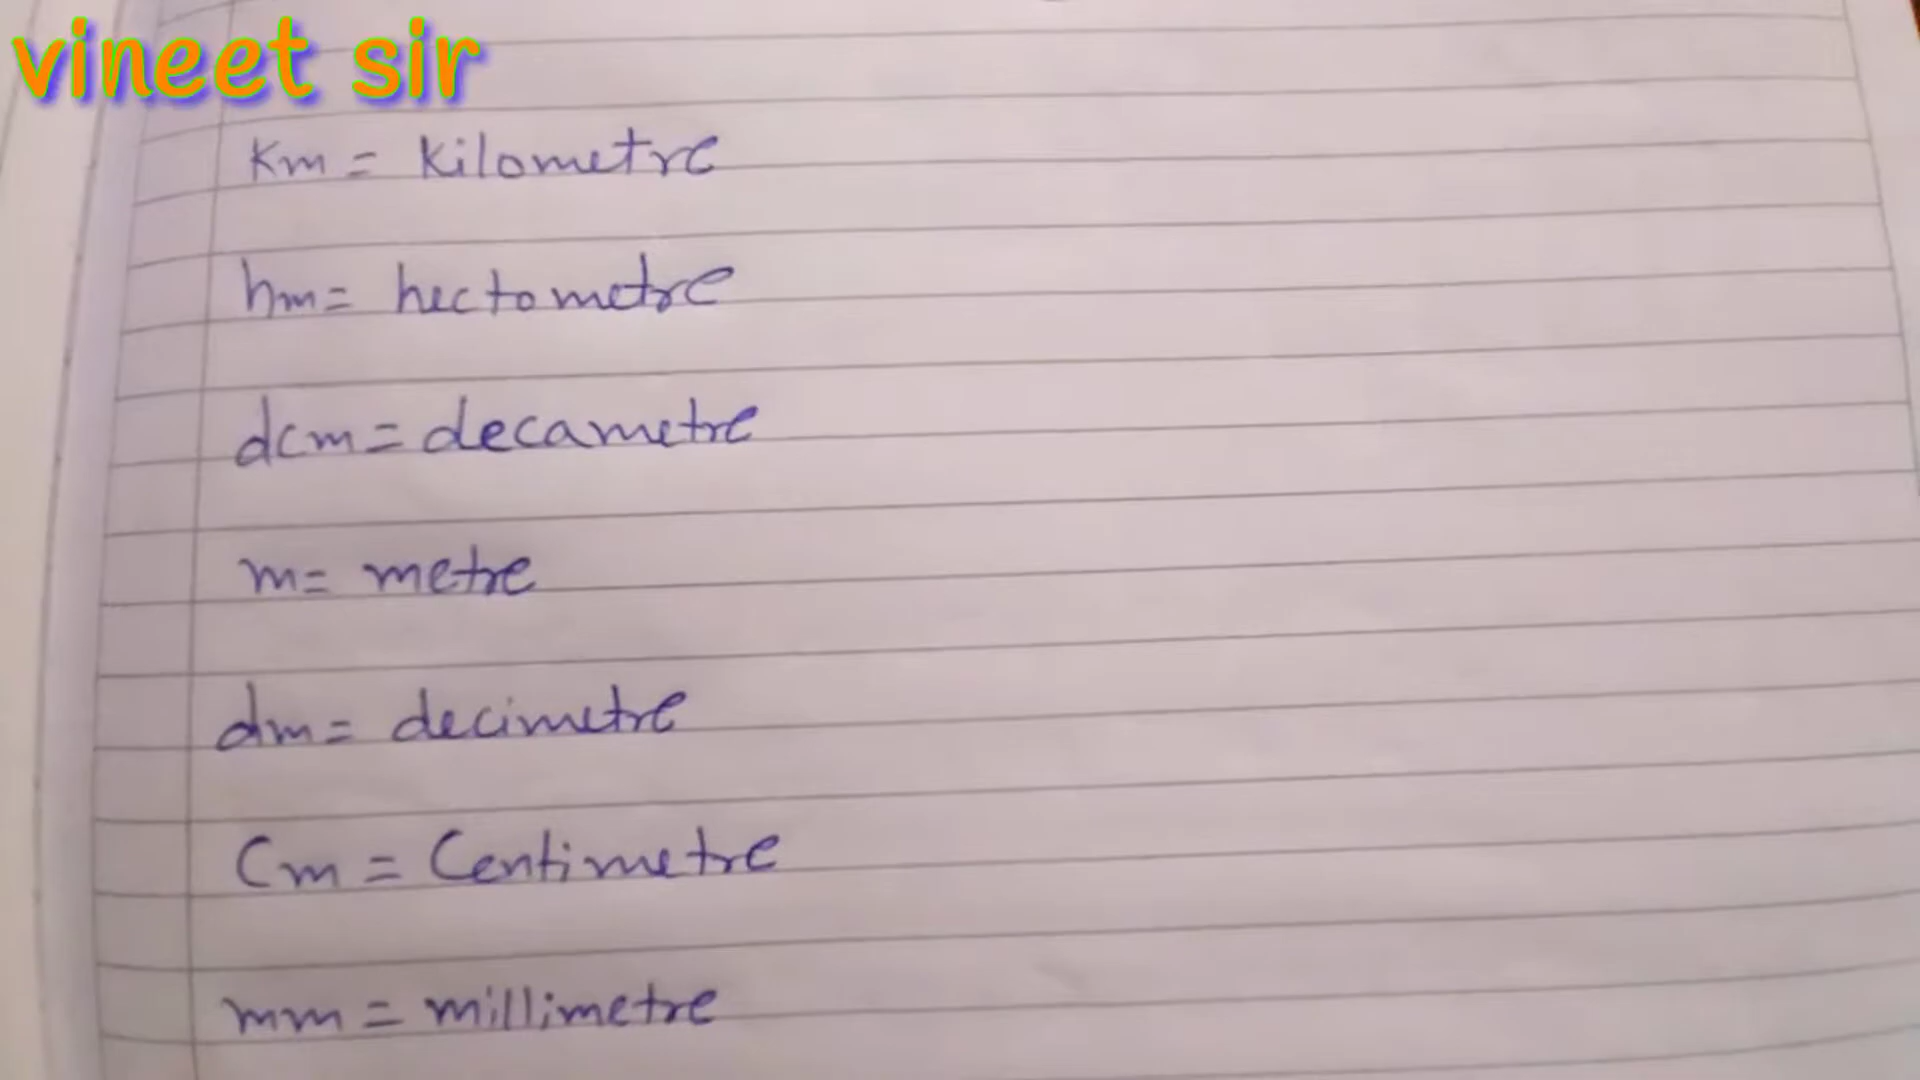 vineet sir
Km = Kilometre
hm = hectometre
dcm = decametre
m = metre
dm = decimetre
Cm = Centimetre
mm = millimetre